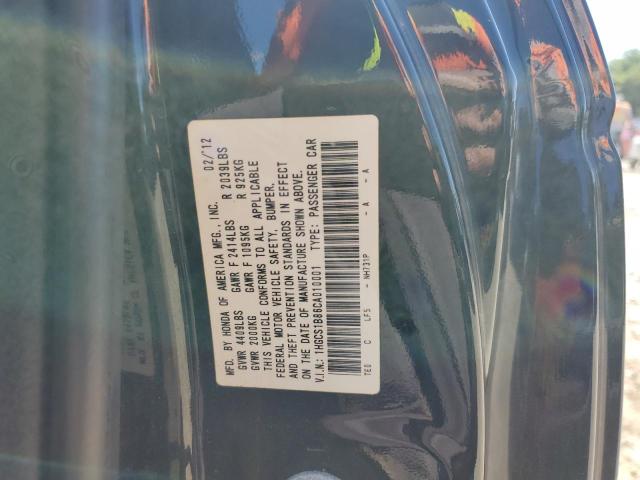 MFD. BY HONDA OF AMERICA MFG., INC. 02/'12
GVWR 4409LBS GAWR F 2414LBS R 2039LBS
GVWR 2000KG GAWR F 1095KG R 925KG
THIS VEHICLE CONFORMS TO ALL APPLICABLE
FEDERAL MOTOR VEHICLE SAFETY, BUMPER,
AND THEFT PREVENTION STANDARDS IN EFFECT
ON THE DATE OF MANUFACTURE SHOWN ABOVE.
V.I.N.: 1HGCS1B86CA010001 TYPE: PASSENGER CAR
TE0 C LF5 - NH731P - A - A